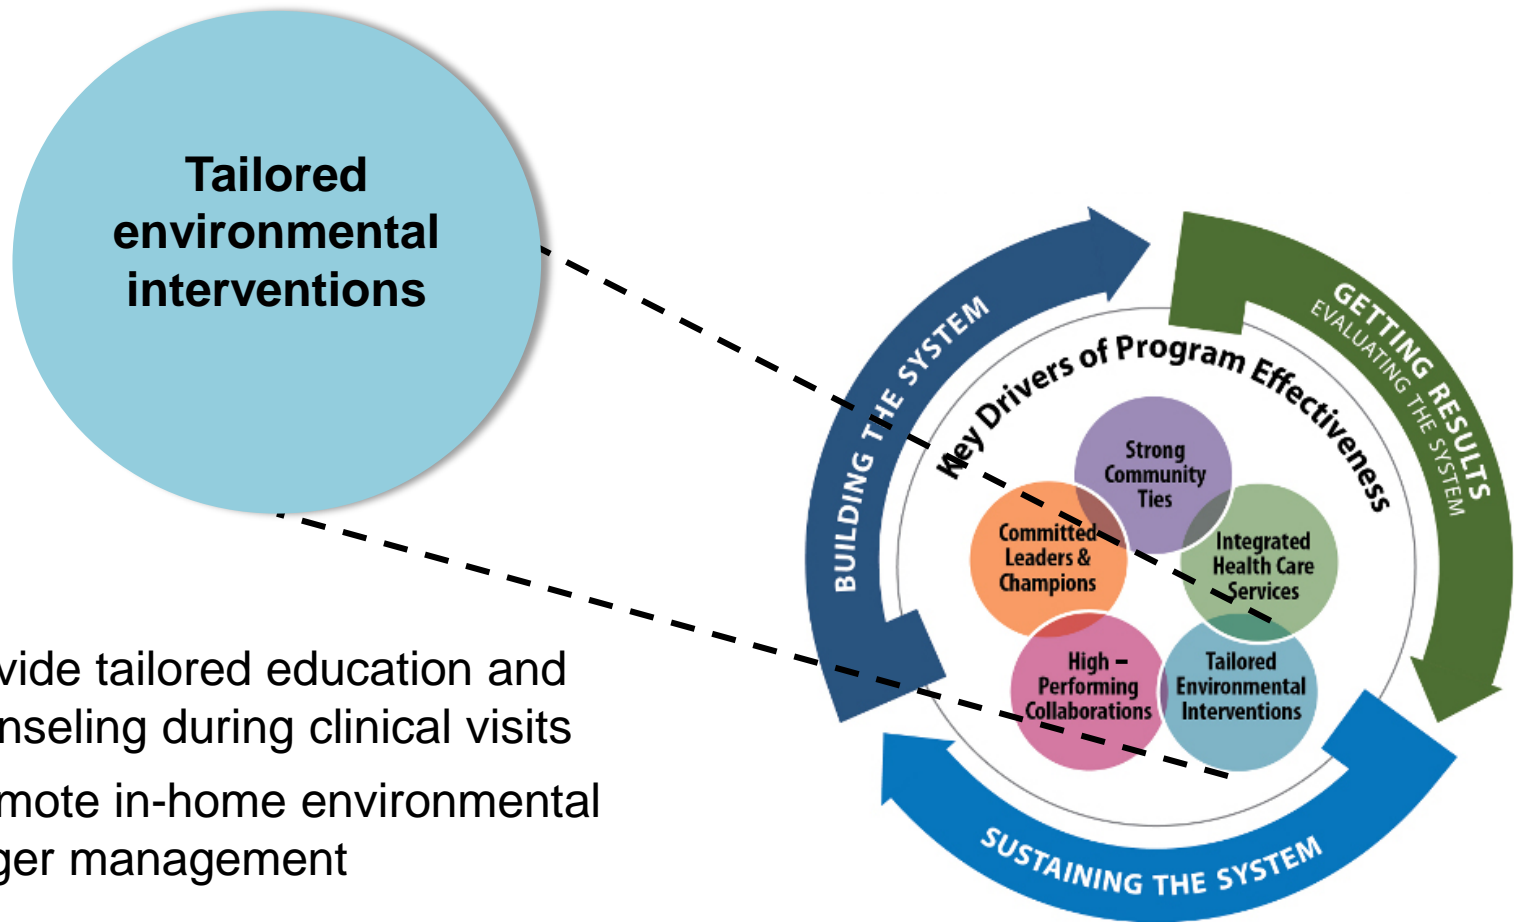 Tailored
environmental
interventions
vide tailored education and
nseling during clinical visits
mote in-home environmental
ger management
BUILDING THE SYSTEM
GETTING RESULTS
EVALUATING THE SYSTEM
SUSTAINING THE SYSTEM
Key Drivers of Program Effectiveness
Strong
Community
Ties
Committed
Leaders &
Champions
Integrated
Health Care
Services
High –
Performing
Collaborations
Tailored
Environmental
Interventions